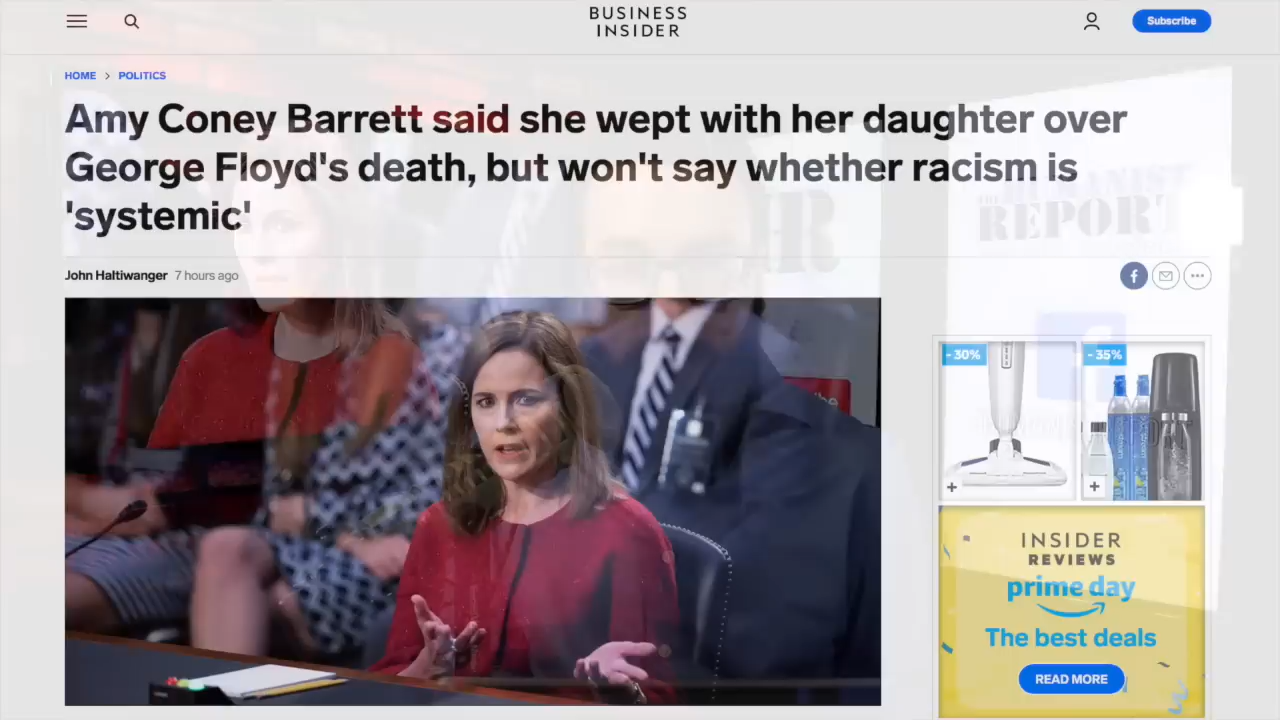 BUSINESS
INSIDER
Subscribe
HOME > POLITICS
Amy Coney Barrett said she wept with her daughter over
George Floyd's death, but won't say whether racism is
'systemic'
John Haltiwanger 7 hours ago
REPORT
- 30%
- 35%
INSIDER
REVIEWS
prime day
The best deals
READ MORE